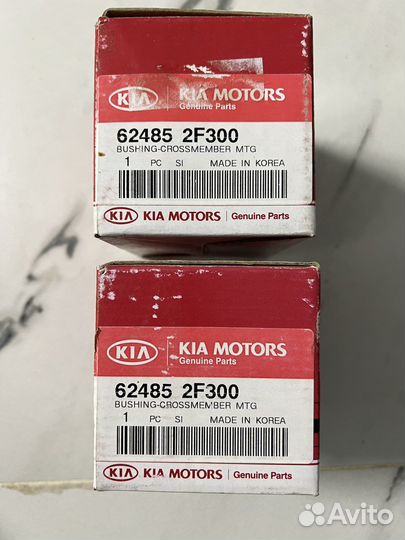 KIA KIA MOTORS
Genuine Parts
62485 2F300
BUSHING-CROSSMEMBER MTG
1 PC SI MADE IN KOREA
KIA KIA MOTORS Genuine Parts
KIA KIA MOTORS
Genuine Parts
62485 2F300
BUSHING-CROSSMEMBER MTG
1 PC SI MADE IN KOREA
KIA KIA MOTORS Genuine Parts
Avito